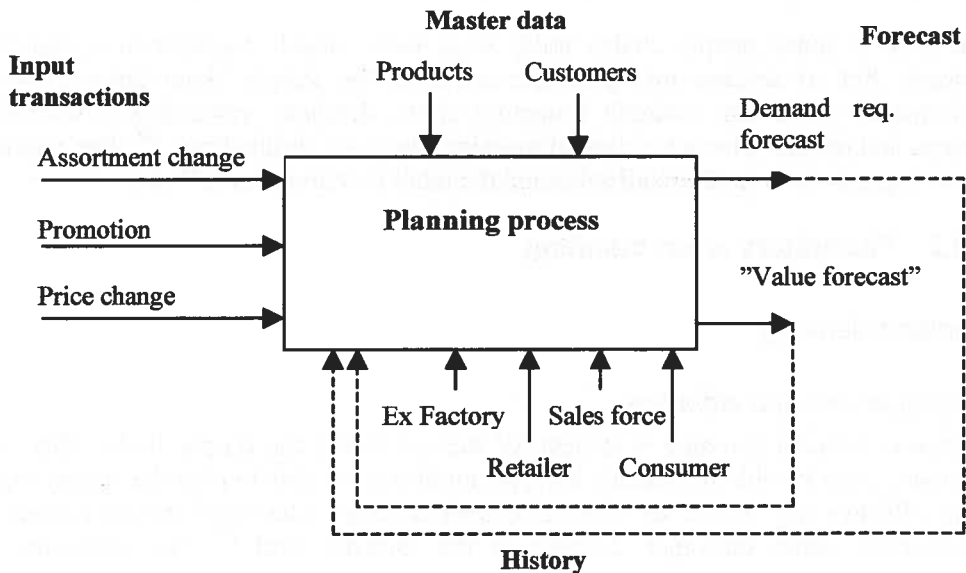 Master data
Forecast
Input
transactions
Products
Customers
Demand req.
forecast
Assortment change
Planning process
Promotion
Price change
”Value forecast”
Ex Factory
Sales force
Retailer
Consumer
History